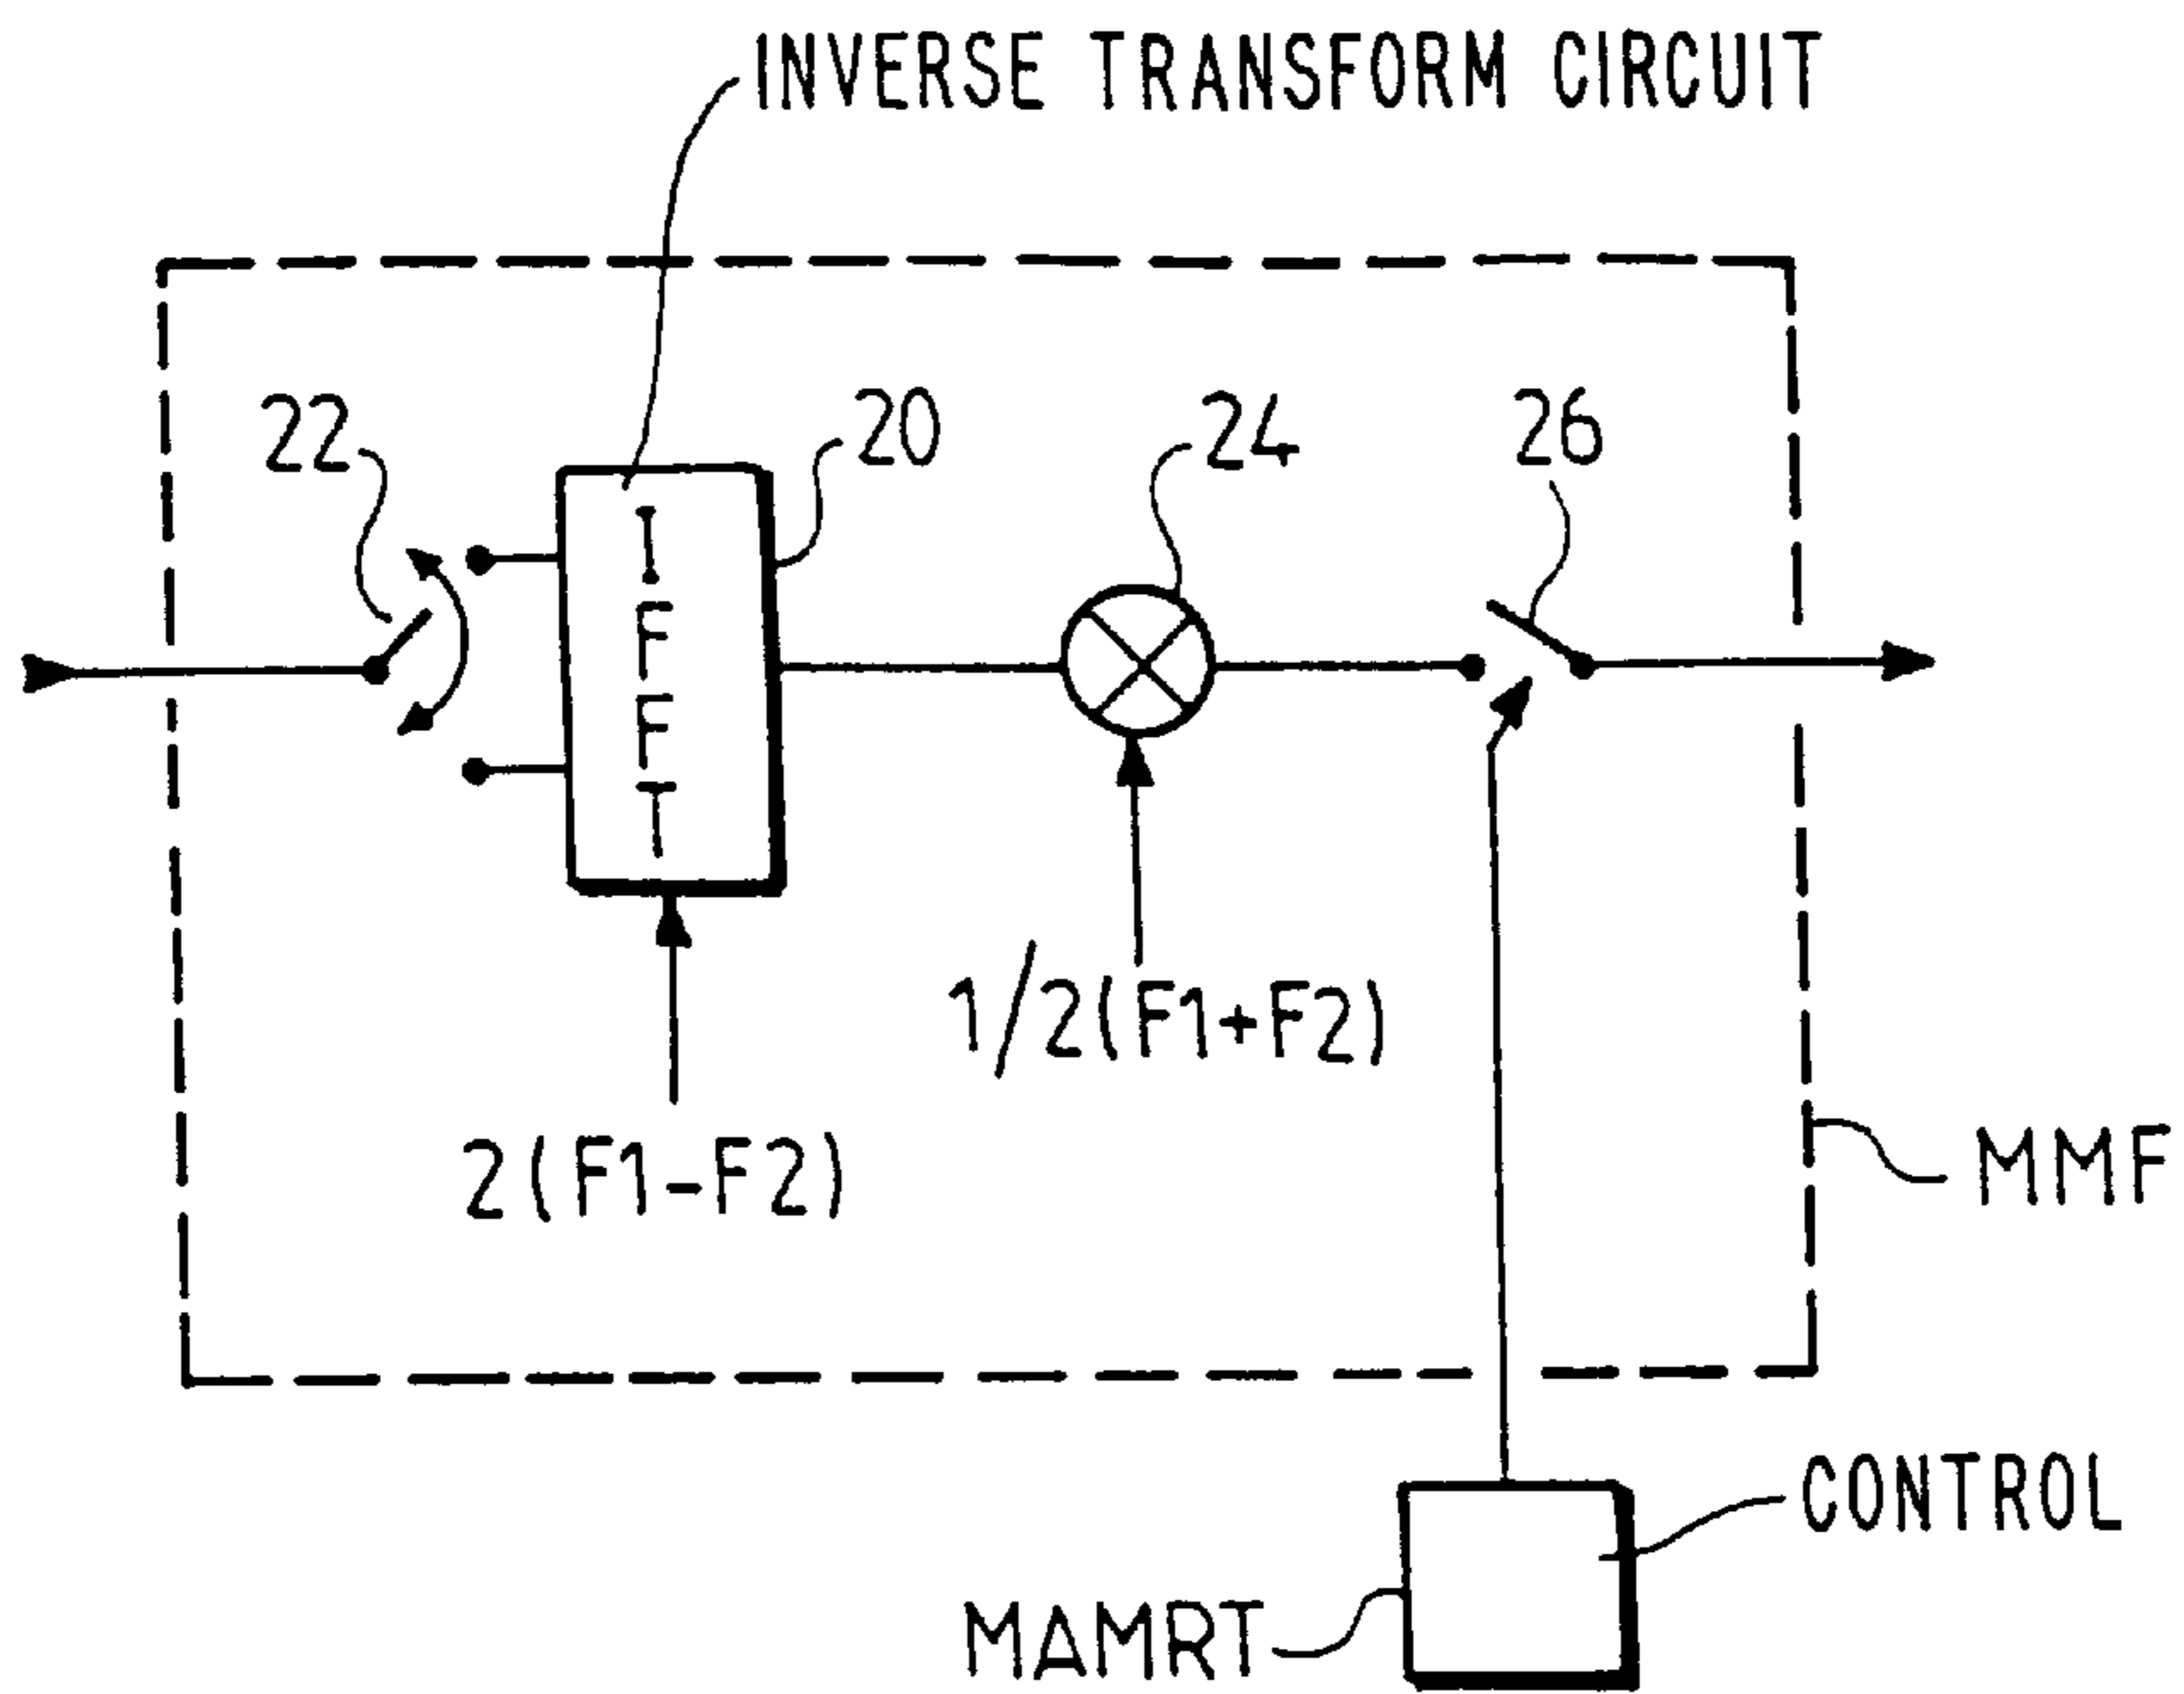 INVERSE TRANSFORM CIRCUIT
22
20
24
26
IFFT
1/2(F1+F2)
2(F1-F2)
MMF
CONTROL
MAMRT